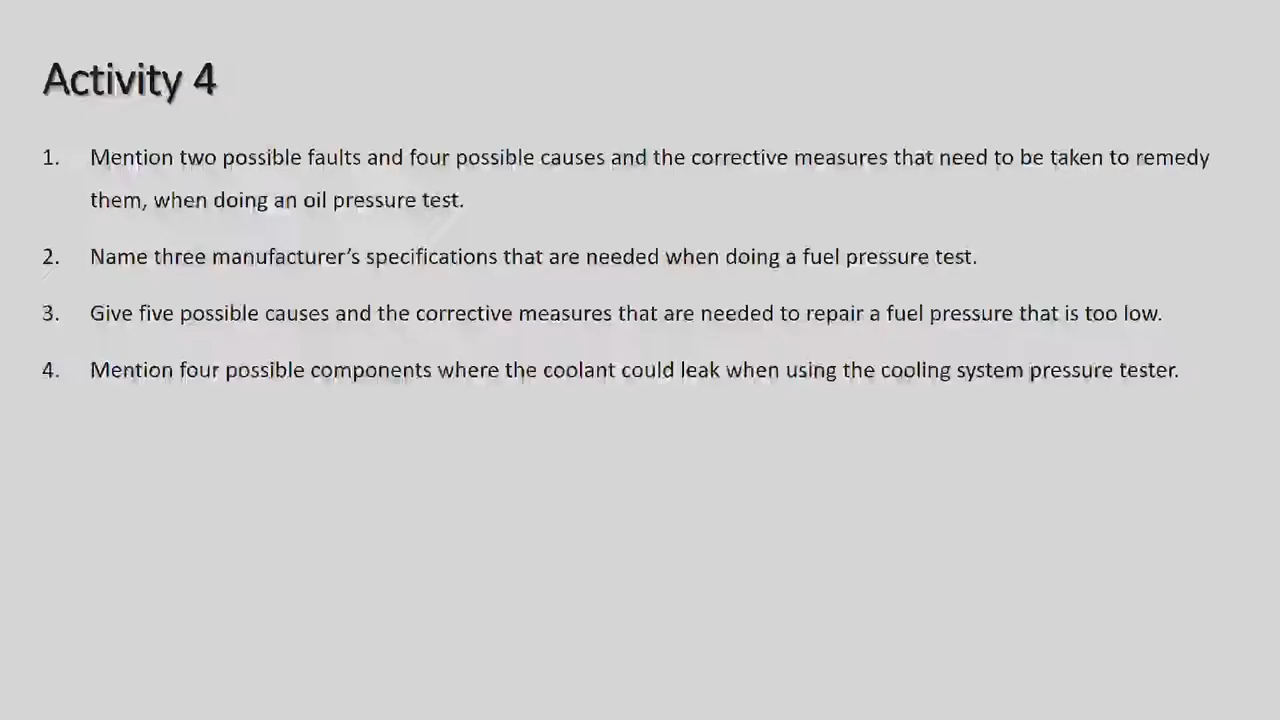 Activity 4
1. Mention two possible faults and four possible causes and the corrective measures that need to be taken to remedy
them, when doing an oil pressure test.
2. Name three manufacturer’s specifications that are needed when doing a fuel pressure test.
3. Give five possible causes and the corrective measures that are needed to repair a fuel pressure that is too low.
4. Mention four possible components where the coolant could leak when using the cooling system pressure tester.